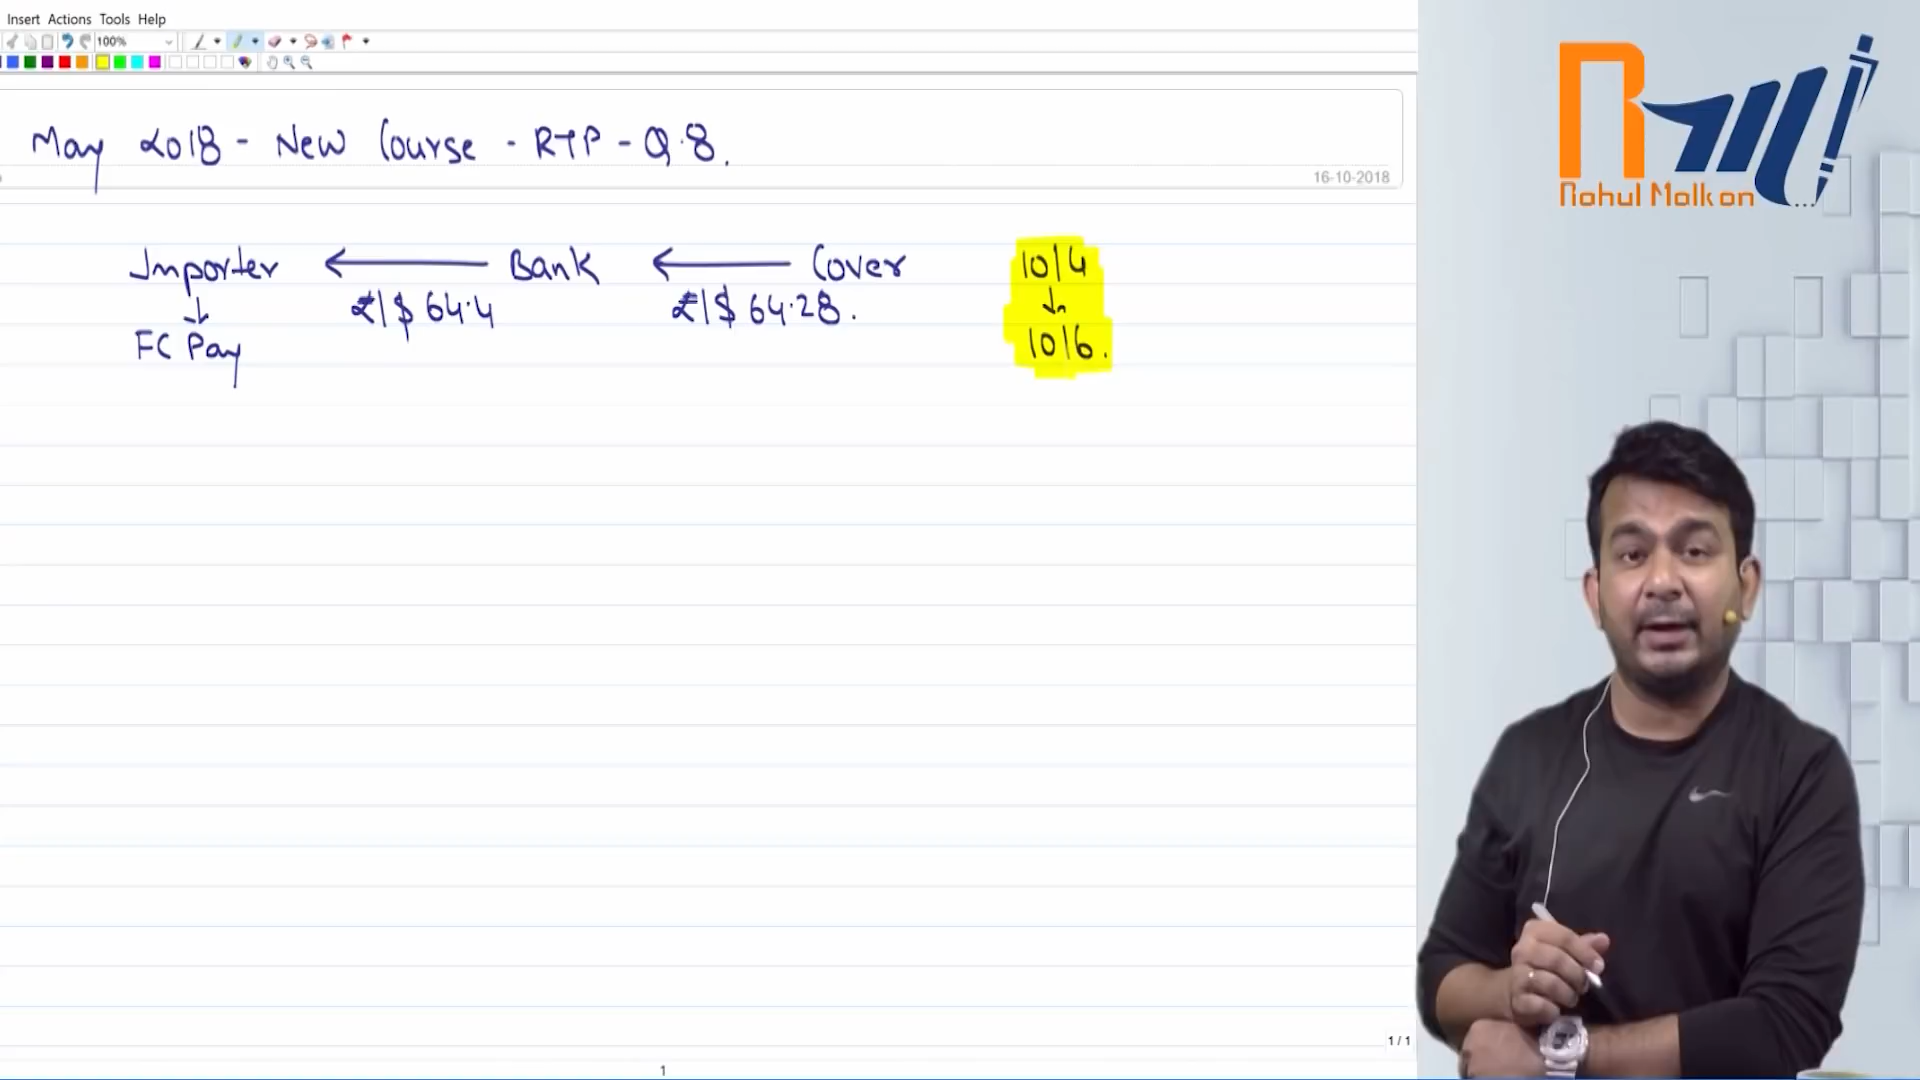 Insert Actions Tools Help
100%
May 2018 - New Course - RTP - Q.8.
16-10-2018
Importer ← Bank ← Cover
₹/$ 64.4 ₹/$ 64.28.
↓
FC Pay
10/4
↓
10/6.
Rahul Malkan
1 / 1
1